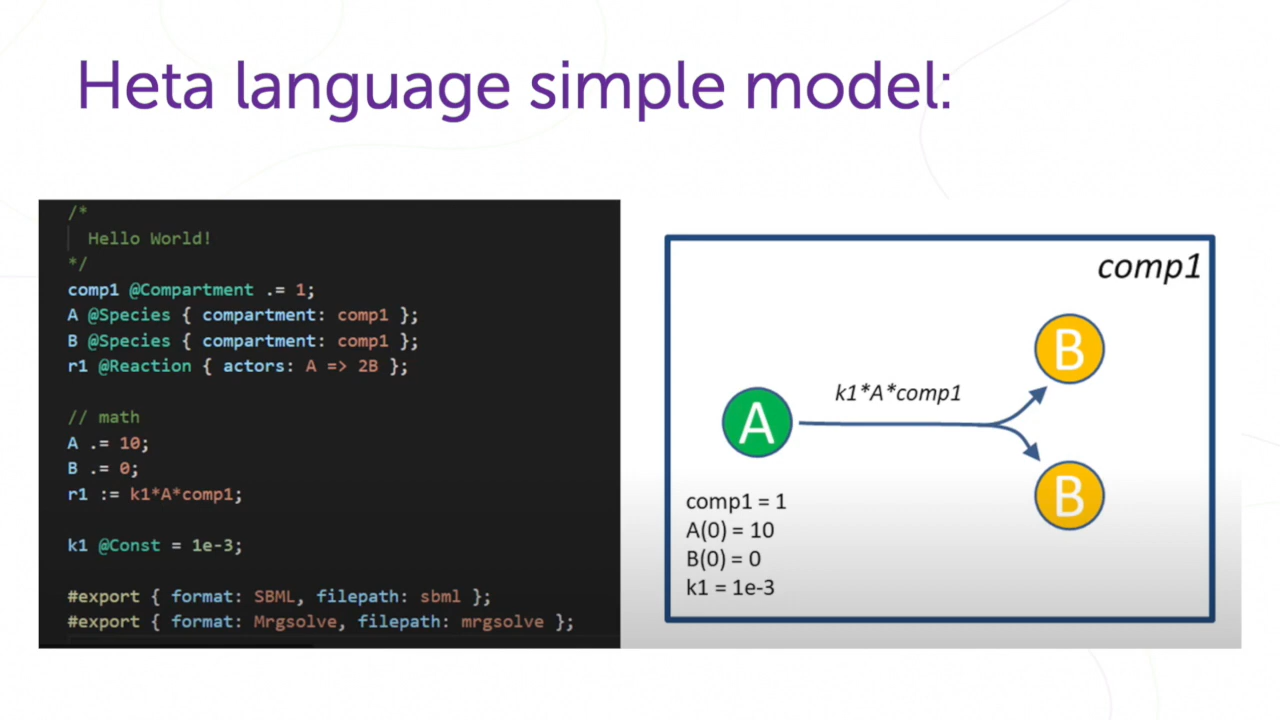 Heta language simple model:
/*
Hello World!
*/
comp1 @Compartment .= 1;
A @Species { compartment: comp1 };
B @Species { compartment: comp1 };
r1 @Reaction { actors: A => 2B };
// math
A .= 10;
B .= 0;
r1 := k1*A*comp1;
k1 @Const = 1e-3;
#export { format: SBML, filepath: sbml };
#export { format: Mrgsolve, filepath: mrgsolve };
comp1
B
k1*A*comp1
A
B
comp1 = 1
A(0) = 10
B(0) = 0
k1 = 1e-3